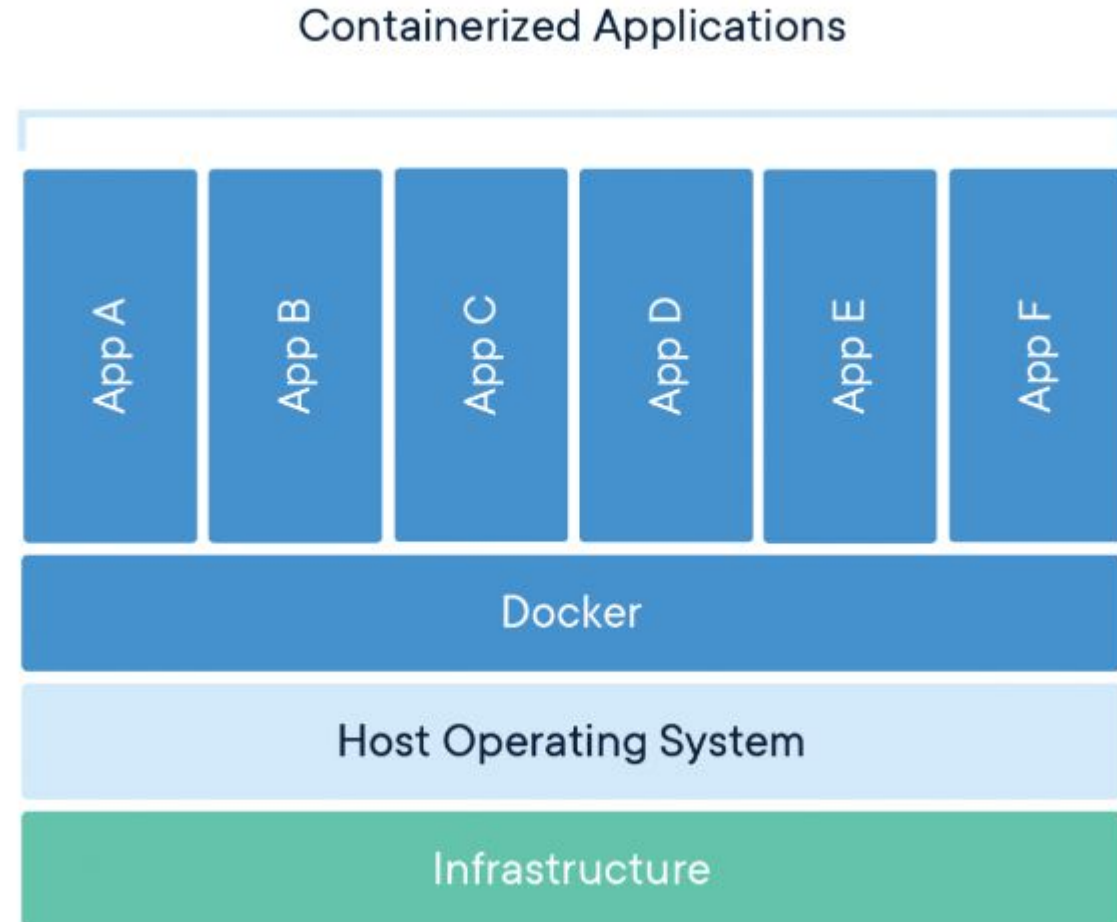 Containerized Applications
App A
App B
App C
App D
App E
App F
Docker
Host Operating System
Infrastructure